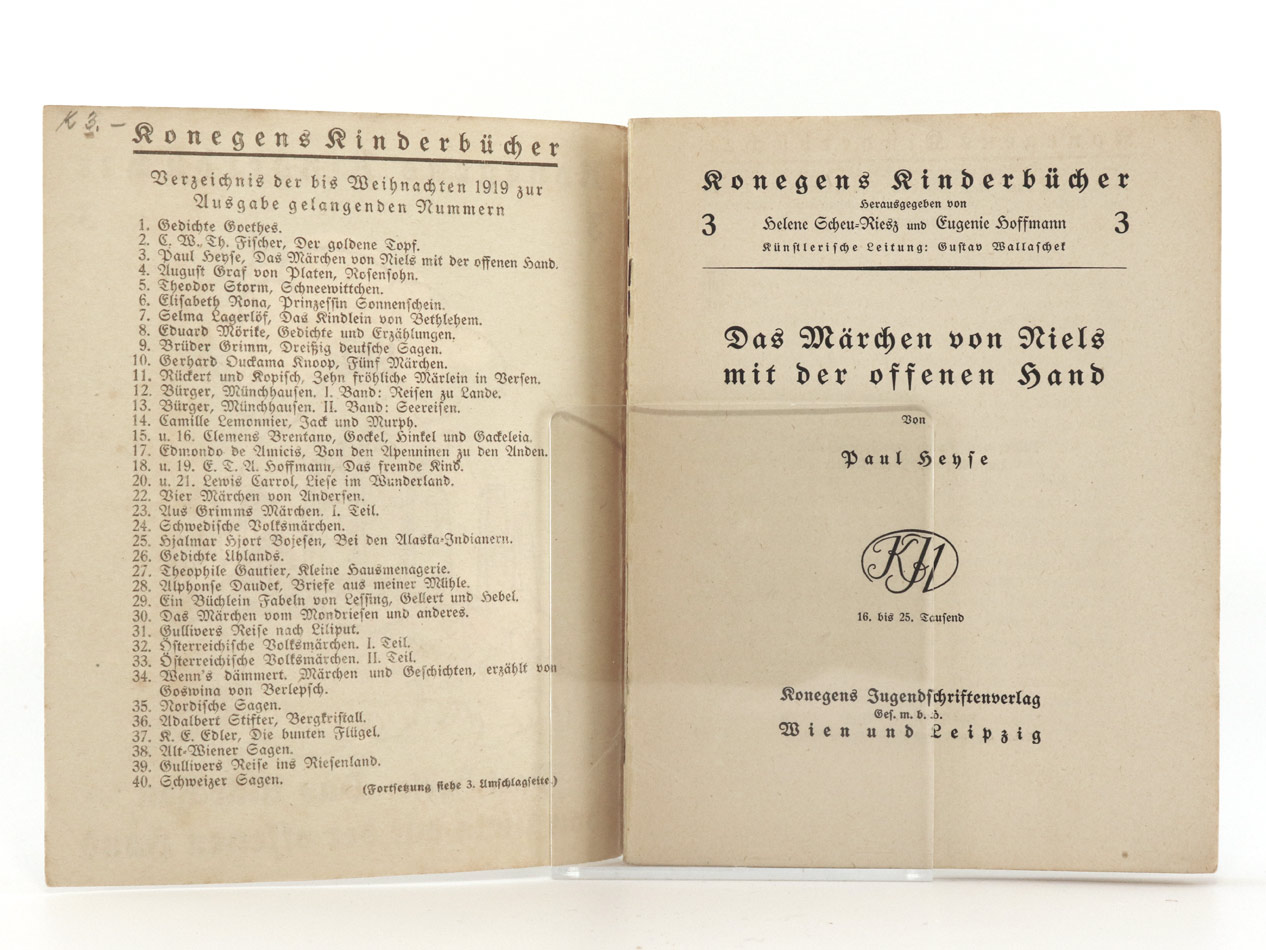 K 3.–
Konegens Kinderbücher
Verzeichnis der bis Weihnachten 1919 zur
Ausgabe gelangenden Nummern
1. Gedichte Goethes.
2. C. W. Th. Fischer, Der goldene Topf.
3. Paul Heyse, Das Märchen von Niels mit der offenen Hand.
4. August Graf von Platen, Rosensohn.
5. Theodor Storm, Schneewittchen.
6. Elisabeth Rona, Prinzessin Sonnenschein.
7. Selma Lagerlöf, Das Kindlein von Bethlehem.
8. Eduard Mörike, Gedichte und Erzählungen.
9. Brüder Grimm, Dreißig deutsche Sagen.
10. Gerhard Ouckama Knoop, Fünf Märchen.
11. Rückert und Kopisch, Zehn fröhliche Märlein in Versen.
12. Bürger, Münchhausen. I. Band: Reisen zu Lande.
13. Bürger, Münchhausen. II. Band: Seereisen.
14. Camille Lemonnier, Jack und Murph.
15. u. 16. Clemens Brentano, Gockel, Hinkel und Gackeleia.
17. Edmondo de Amicis, Von den Apenninen zu den Anden.
18. u. 19. E. T. A. Hoffmann, Das fremde Kind.
20. u. 21. Lewis Carrol, Liese im Wunderland.
22. Vier Märchen von Andersen.
23. Aus Grimms Märchen. I. Teil.
24. Schwedische Volksmärchen.
25. Hjalmar Hjort Bojesen, Bei den Alaska-Indianern.
26. Gedichte Uhlands.
27. Theophile Gautier, Kleine Hausmenagerie.
28. Alphonse Daudet, Briefe aus meiner Mühle.
29. Ein Büchlein Fabeln von Lessing, Gellert und Hebel.
30. Das Märchen vom Mondriesen und anderes.
31. Gullivers Reise nach Liliput.
32. Österreichische Volksmärchen. I. Teil.
33. Österreichische Volksmärchen. II. Teil.
34. Wenn's dämmert. Märchen und Geschichten, erzählt von
Goswina von Berlepsch.
35. Nordische Sagen.
36. Adalbert Stifter, Bergkristall.
37. K. E. Edler, Die bunten Flügel.
38. Alt-Wiener Sagen.
39. Gullivers Reise ins Riesenland.
40. Schweizer Sagen.
(Fortsetzung siehe 3. Umschlagseite.)
Konegens Kinderbücher
Herausgegeben von
3 Helene Scheu-Riesz und Eugenie Hoffmann 3
Künstlerische Leitung: Gustav Wallaschek
Das Märchen von Niels
mit der offenen Hand
Von
Paul Heyse
KJV
16. bis 25. Tausend
Konegens Jugendschriftenverlag
Ges. m. b. H.
Wien und Leipzig